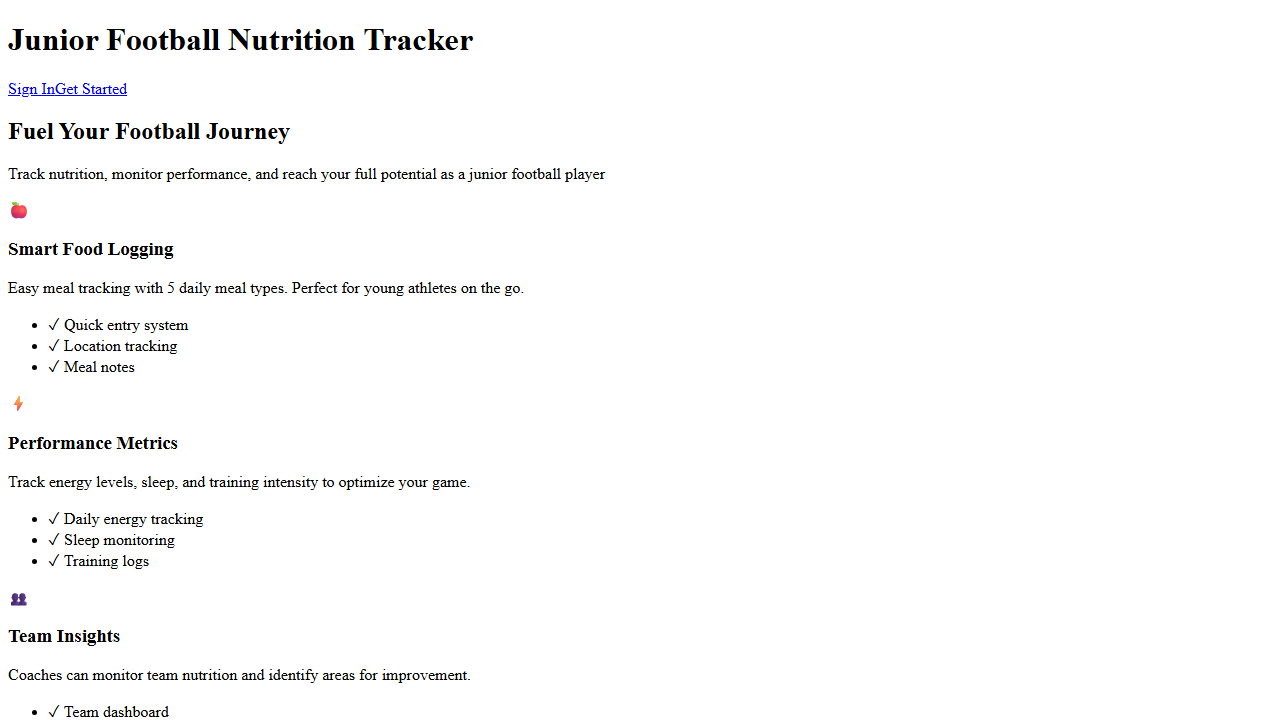 Junior Football Nutrition Tracker
Sign InGet Started
Fuel Your Football Journey
Track nutrition, monitor performance, and reach your full potential as a junior football player
🍎
Smart Food Logging
Easy meal tracking with 5 daily meal types. Perfect for young athletes on the go.
• ✓ Quick entry system
• ✓ Location tracking
• ✓ Meal notes
⚡
Performance Metrics
Track energy levels, sleep, and training intensity to optimize your game.
• ✓ Daily energy tracking
• ✓ Sleep monitoring
• ✓ Training logs
👥
Team Insights
Coaches can monitor team nutrition and identify areas for improvement.
• ✓ Team dashboard